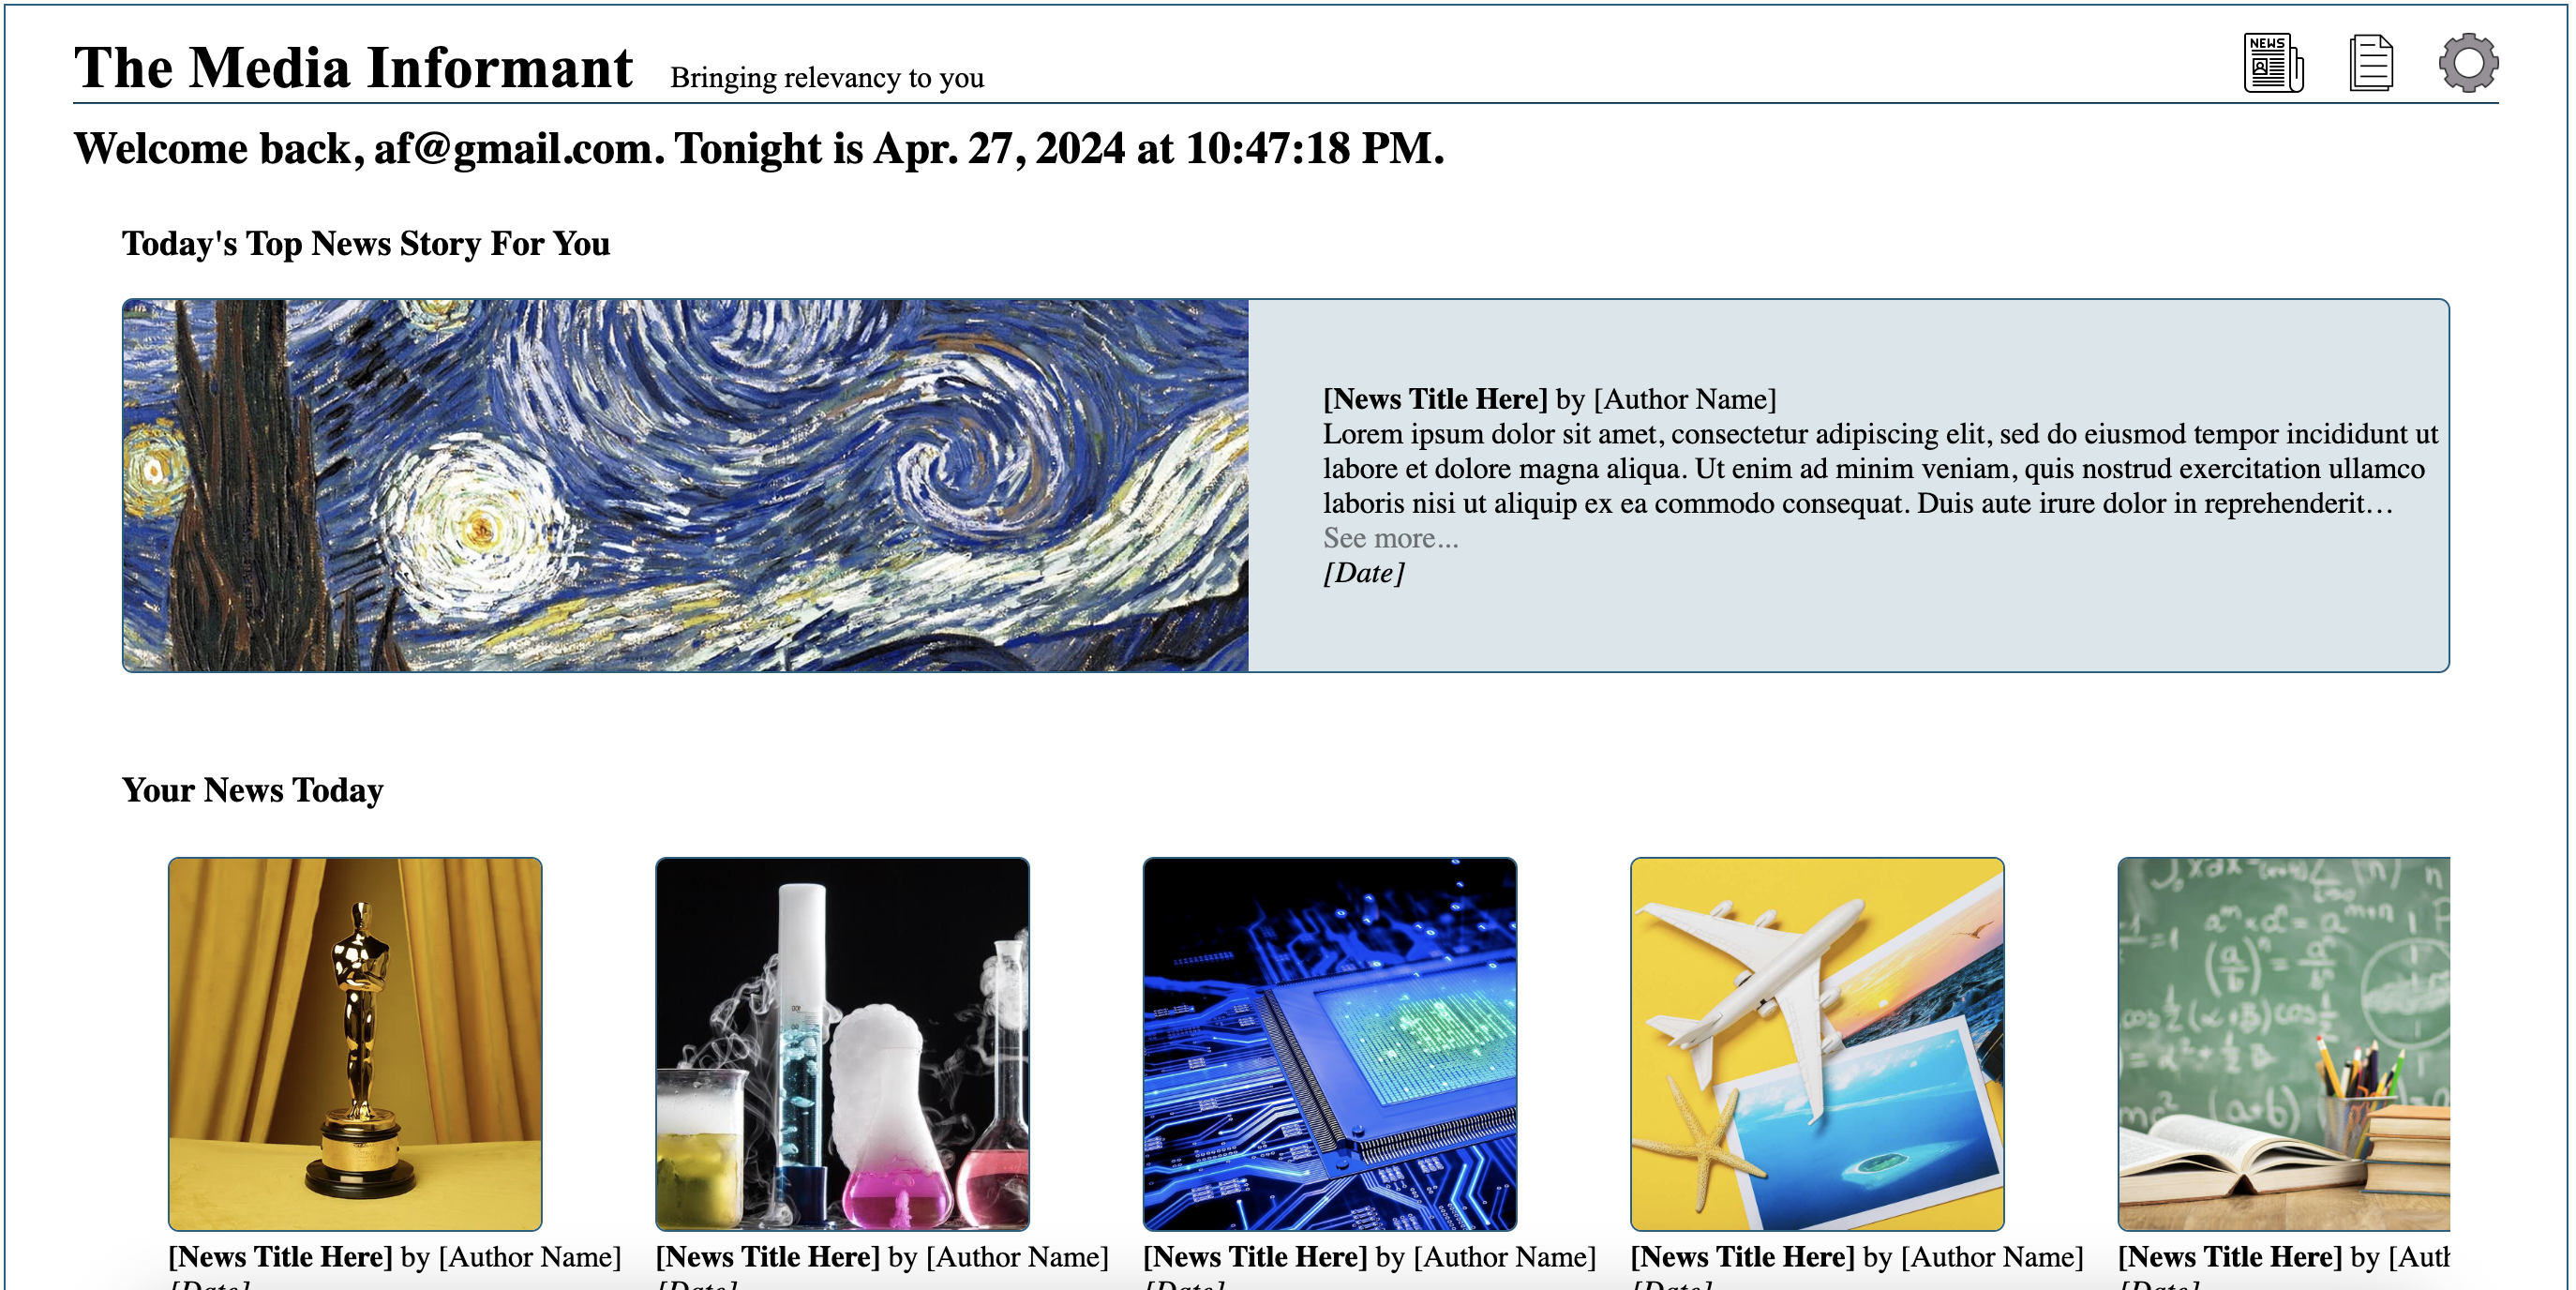 The Media Informant Bringing relevancy to you
NEWS
Welcome back, af@gmail.com. Tonight is Apr. 27, 2024 at 10:47:18 PM.
Today's Top News Story For You
[News Title Here] by [Author Name]
Lorem ipsum dolor sit amet, consectetur adipiscing elit, sed do eiusmod tempor incididunt ut
labore et dolore magna aliqua. Ut enim ad minim veniam, quis nostrud exercitation ullamco
laboris nisi ut aliquip ex ea commodo consequat. Duis aute irure dolor in reprehenderit…
See more...
[Date]
Your News Today
[News Title Here] by [Author Name]
[Date]
[News Title Here] by [Author Name]
[Date]
[News Title Here] by [Author Name]
[Date]
[News Title Here] by [Author Name]
[Date]
[News Title Here] by [Auth
[Date]